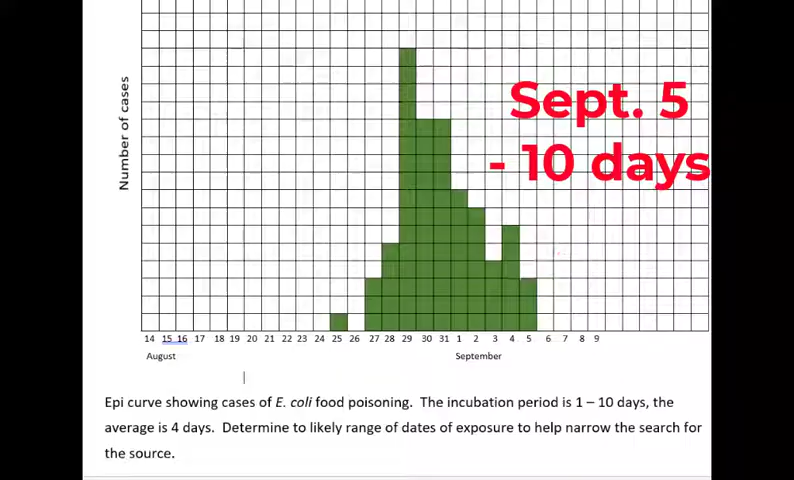 Number of cases
Sept. 5
- 10 days
14 15 16 17 18 19 20 21 22 23 24 25 26 27 28 29 30 31 1 2 3 4 5 6 7 8 9
August September
Epi curve showing cases of E. coli food poisoning. The incubation period is 1 – 10 days, the
average is 4 days. Determine to likely range of dates of exposure to help narrow the search for
the source.